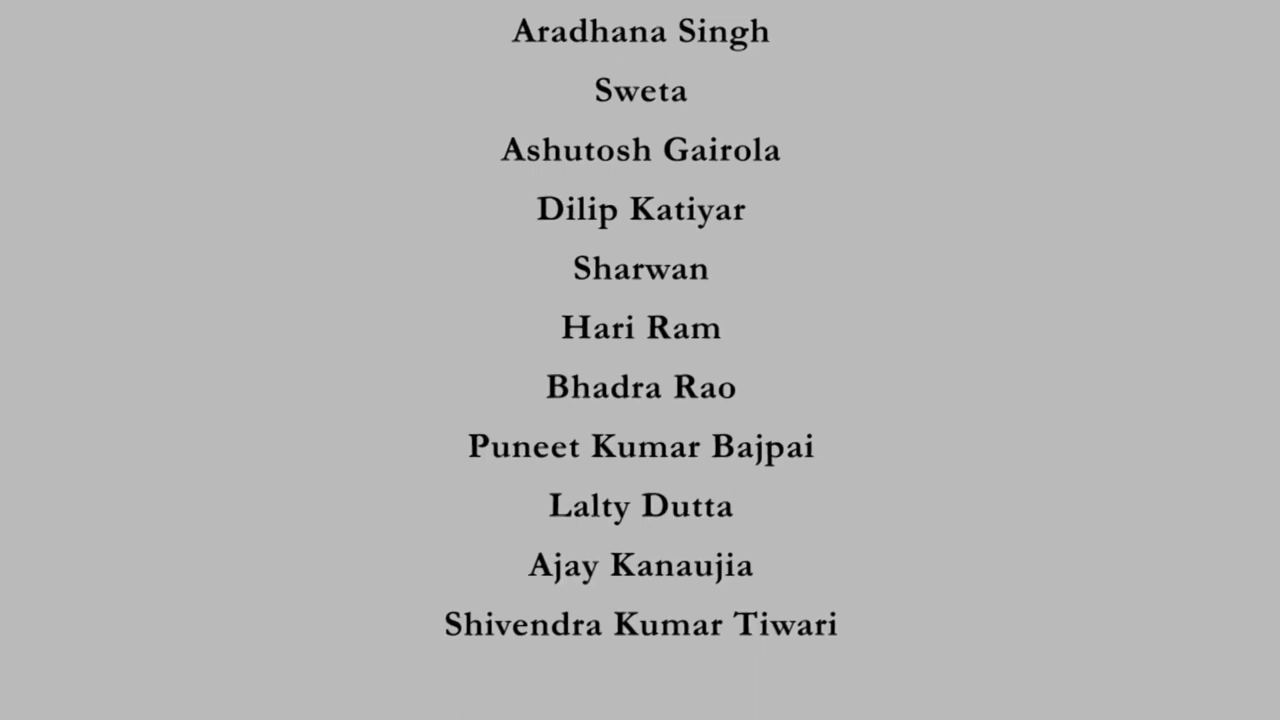 Aradhana Singh
Sweta
Ashutosh Gairola
Dilip Katiyar
Sharwan
Hari Ram
Bhadra Rao
Puneet Kumar Bajpai
Lalty Dutta
Ajay Kanaujia
Shivendra Kumar Tiwari